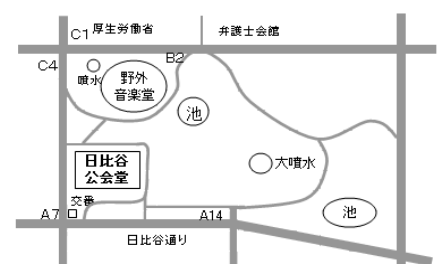 C1
厚生労働省
弁護士会館
C4
B2
噴水
野外
音楽堂
池
日比谷
公会堂
大噴水
交番
A7
A14
池
日比谷通り